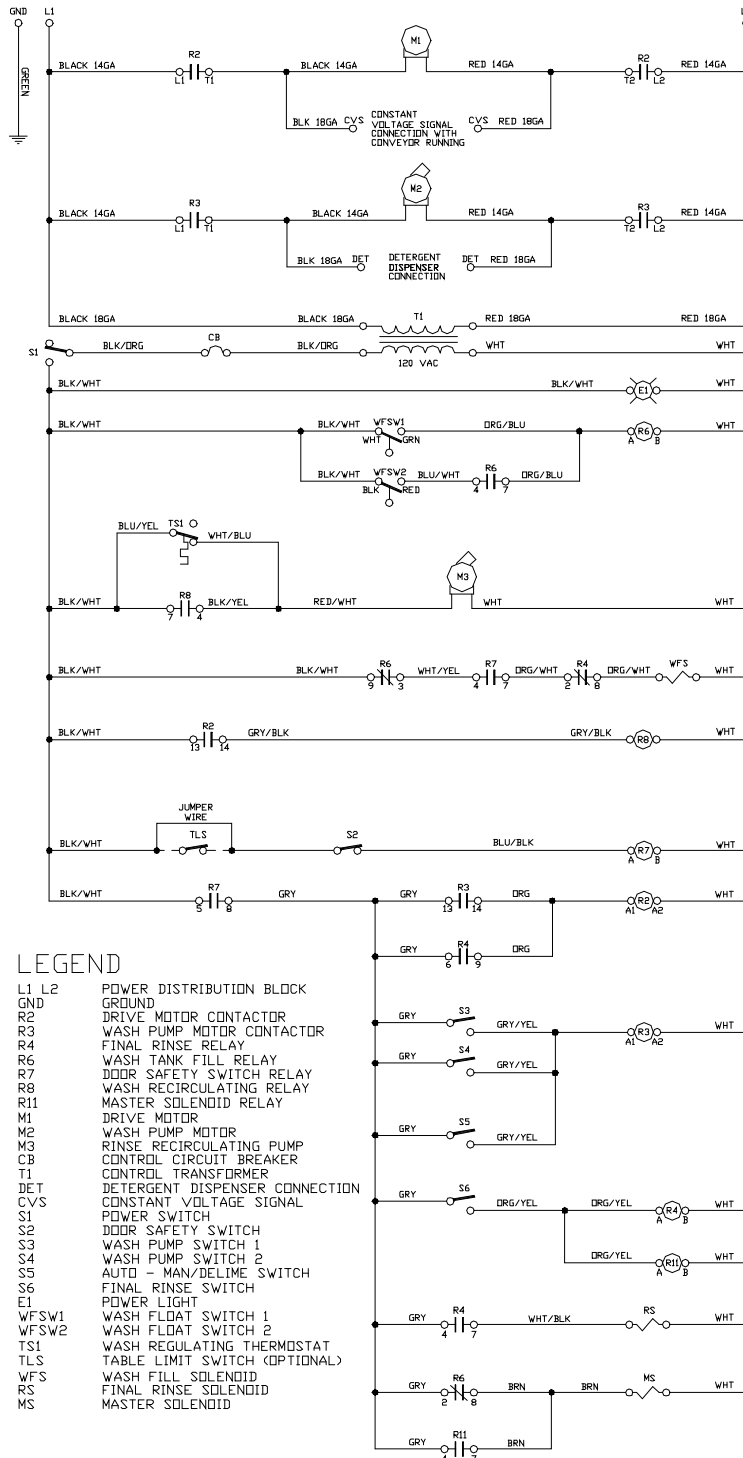 GND L1 L
GREEN
BLACK 14GA R2 L1 T1 BLACK 14GA M1 RED 14GA R2 T2 L2 RED 14GA
BLK 18GA CVS CONSTANT VOLTAGE SIGNAL CONNECTION WITH CONVEYOR RUNNING CVS RED 18GA
BLACK 14GA R3 L1 T1 BLACK 14GA M2 RED 14GA R3 T2 L2 RED 14GA
BLK 18GA DET DETERGENT DISPENSER CONNECTION DET RED 18GA
BLACK 18GA BLACK 18GA T1 RED 18GA RED 18GA
S1 BLK/ORG CB BLK/ORG 120 VAC WHT WHT
BLK/WHT BLK/WHT E1 WHT
BLK/WHT BLK/WHT WFSW1 WHT GRN ORG/BLU A R6 B WHT
BLK/WHT WFSW2 BLK RED BLU/WHT R6 4 7 ORG/BLU
BLU/YEL TS1 WHT/BLU
BLK/WHT R8 7 4 BLK/YEL RED/WHT M3 WHT WHT
BLK/WHT BLK/WHT R6 9 3 WHT/YEL R7 4 7 ORG/WHT R4 2 8 ORG/WHT WFS WHT
BLK/WHT R2 13 14 GRY/BLK GRY/BLK R8 WHT
JUMPER WIRE
BLK/WHT TLS S2 BLU/BLK A R7 B WHT
BLK/WHT R7 5 8 GRY GRY R3 13 14 ORG A1 R2 A2 WHT
GRY R4 6 9 ORG
GRY S3 GRY/YEL A1 R3 A2 WHT
GRY S4 GRY/YEL
GRY S5 GRY/YEL
GRY S6 ORG/YEL ORG/YEL A R4 B WHT
ORG/YEL A R11 B WHT
GRY R4 4 7 WHT/BLK RS WHT
GRY R6 2 8 BRN BRN MS WHT
GRY R11 4 7 BRN
LEGEND
L1 L2 POWER DISTRIBUTION BLOCK
GND GROUND
R2 DRIVE MOTOR CONTACTOR
R3 WASH PUMP MOTOR CONTACTOR
R4 FINAL RINSE RELAY
R6 WASH TANK FILL RELAY
R7 DOOR SAFETY SWITCH RELAY
R8 WASH RECIRCULATING RELAY
R11 MASTER SOLENOID RELAY
M1 DRIVE MOTOR
M2 WASH PUMP MOTOR
M3 RINSE RECIRCULATING PUMP
CB CONTROL CIRCUIT BREAKER
T1 CONTROL TRANSFORMER
DET DETERGENT DISPENSER CONNECTION
CVS CONSTANT VOLTAGE SIGNAL
S1 POWER SWITCH
S2 DOOR SAFETY SWITCH
S3 WASH PUMP SWITCH 1
S4 WASH PUMP SWITCH 2
S5 AUTO - MAN/DELIME SWITCH
S6 FINAL RINSE SWITCH
E1 POWER LIGHT
WFSW1 WASH FLOAT SWITCH 1
WFSW2 WASH FLOAT SWITCH 2
TS1 WASH REGULATING THERMOSTAT
TLS TABLE LIMIT SWITCH (OPTIONAL)
WFS WASH FILL SOLENOID
RS FINAL RINSE SOLENOID
MS MASTER SOLENOID